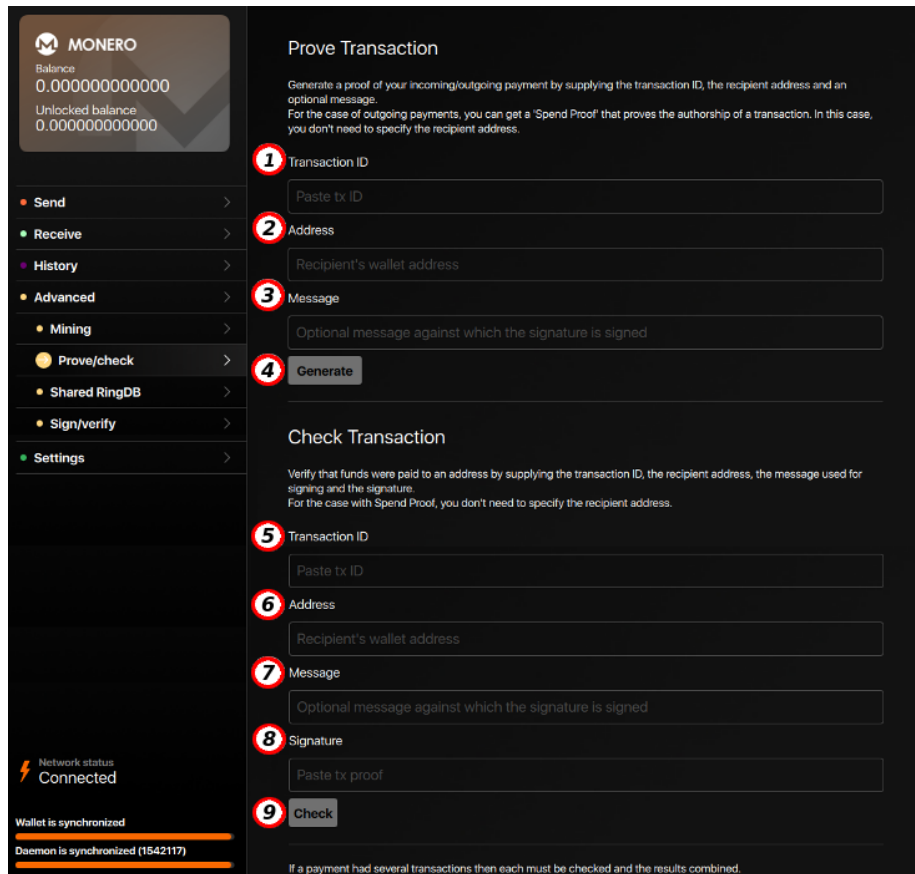 MONERO
Balance
0.000000000000
Unlocked balance
0.000000000000
Send
Receive
History
Advanced
Mining
Prove/check
Shared RingDB
Sign/verify
Settings
Network status
Connected
Wallet is synchronized
Daemon is synchronized (1542117)
Prove Transaction
Generate a proof of your incoming/outgoing payment by supplying the transaction ID, the recipient address and an
optional message.
For the case of outgoing payments, you can get a 'Spend Proof' that proves the authorship of a transaction. In this case,
you don't need to specify the recipient address.
1 Transaction ID
Paste tx ID
2 Address
Recipient's wallet address
3 Message
Optional message against which the signature is signed
4 Generate
Check Transaction
Verify that funds were paid to an address by supplying the transaction ID, the recipient address, the message used for
signing and the signature.
For the case with Spend Proof, you don't need to specify the recipient address.
5 Transaction ID
Paste tx ID
6 Address
Recipient's wallet address
7 Message
Optional message against which the signature is signed
8 Signature
Paste tx proof
9 Check
If a payment had several transactions then each must be checked and the results combined.